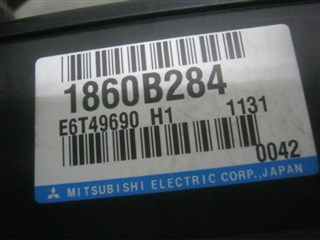 1860B284
E6T49690 H1 1131
0042
MITSUBISHI ELECTRIC CORP.,JAPAN